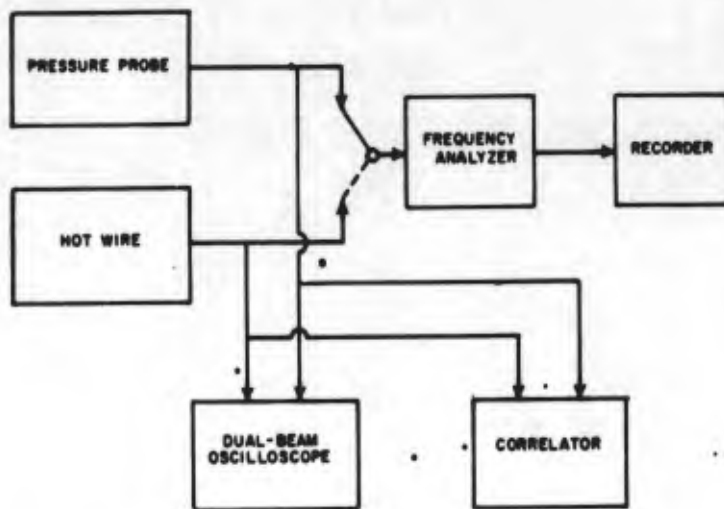 PRESSURE PROBE
FREQUENCY
ANALYZER
RECORDER
HOT WIRE
DUAL-BEAM
OSCILLOSCOPE
CORRELATOR